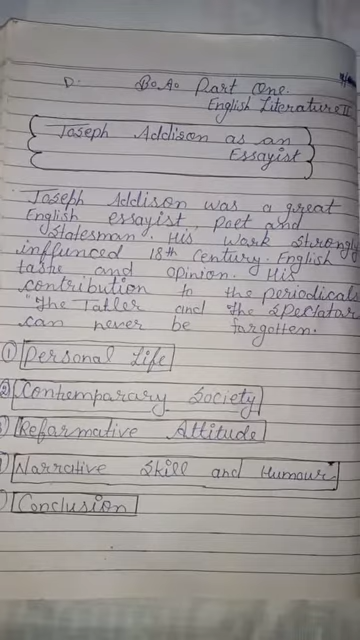 D.
B.A. Part One.
English Literature II
Joseph Addison as an
Essayist
Joseph Addison was a great
English essayist, Poet and
Statesman. His work strongly
influnced 18th Century. English
taste and opinion. His
contribution to the periodicals
"The Tatler and The Spectator
can never be forgotten.
① Personal Life
② Contemparary Society
Reformative Attitude
Narrative Skill and Humour
Conclusion